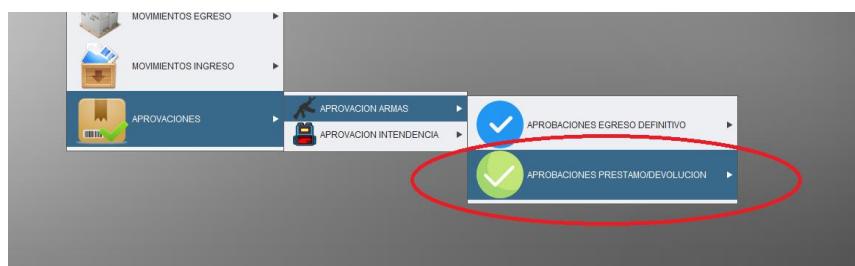 MOVIMIENTOS EGRESO
MOVIMIENTOS INGRESO
APROVACIONES
APROVACION ARMAS
APROVACION INTENDENCIA
APROBACIONES EGRESO DEFINITIVO
APROBACIONES PRESTAMO/DEVOLUCION